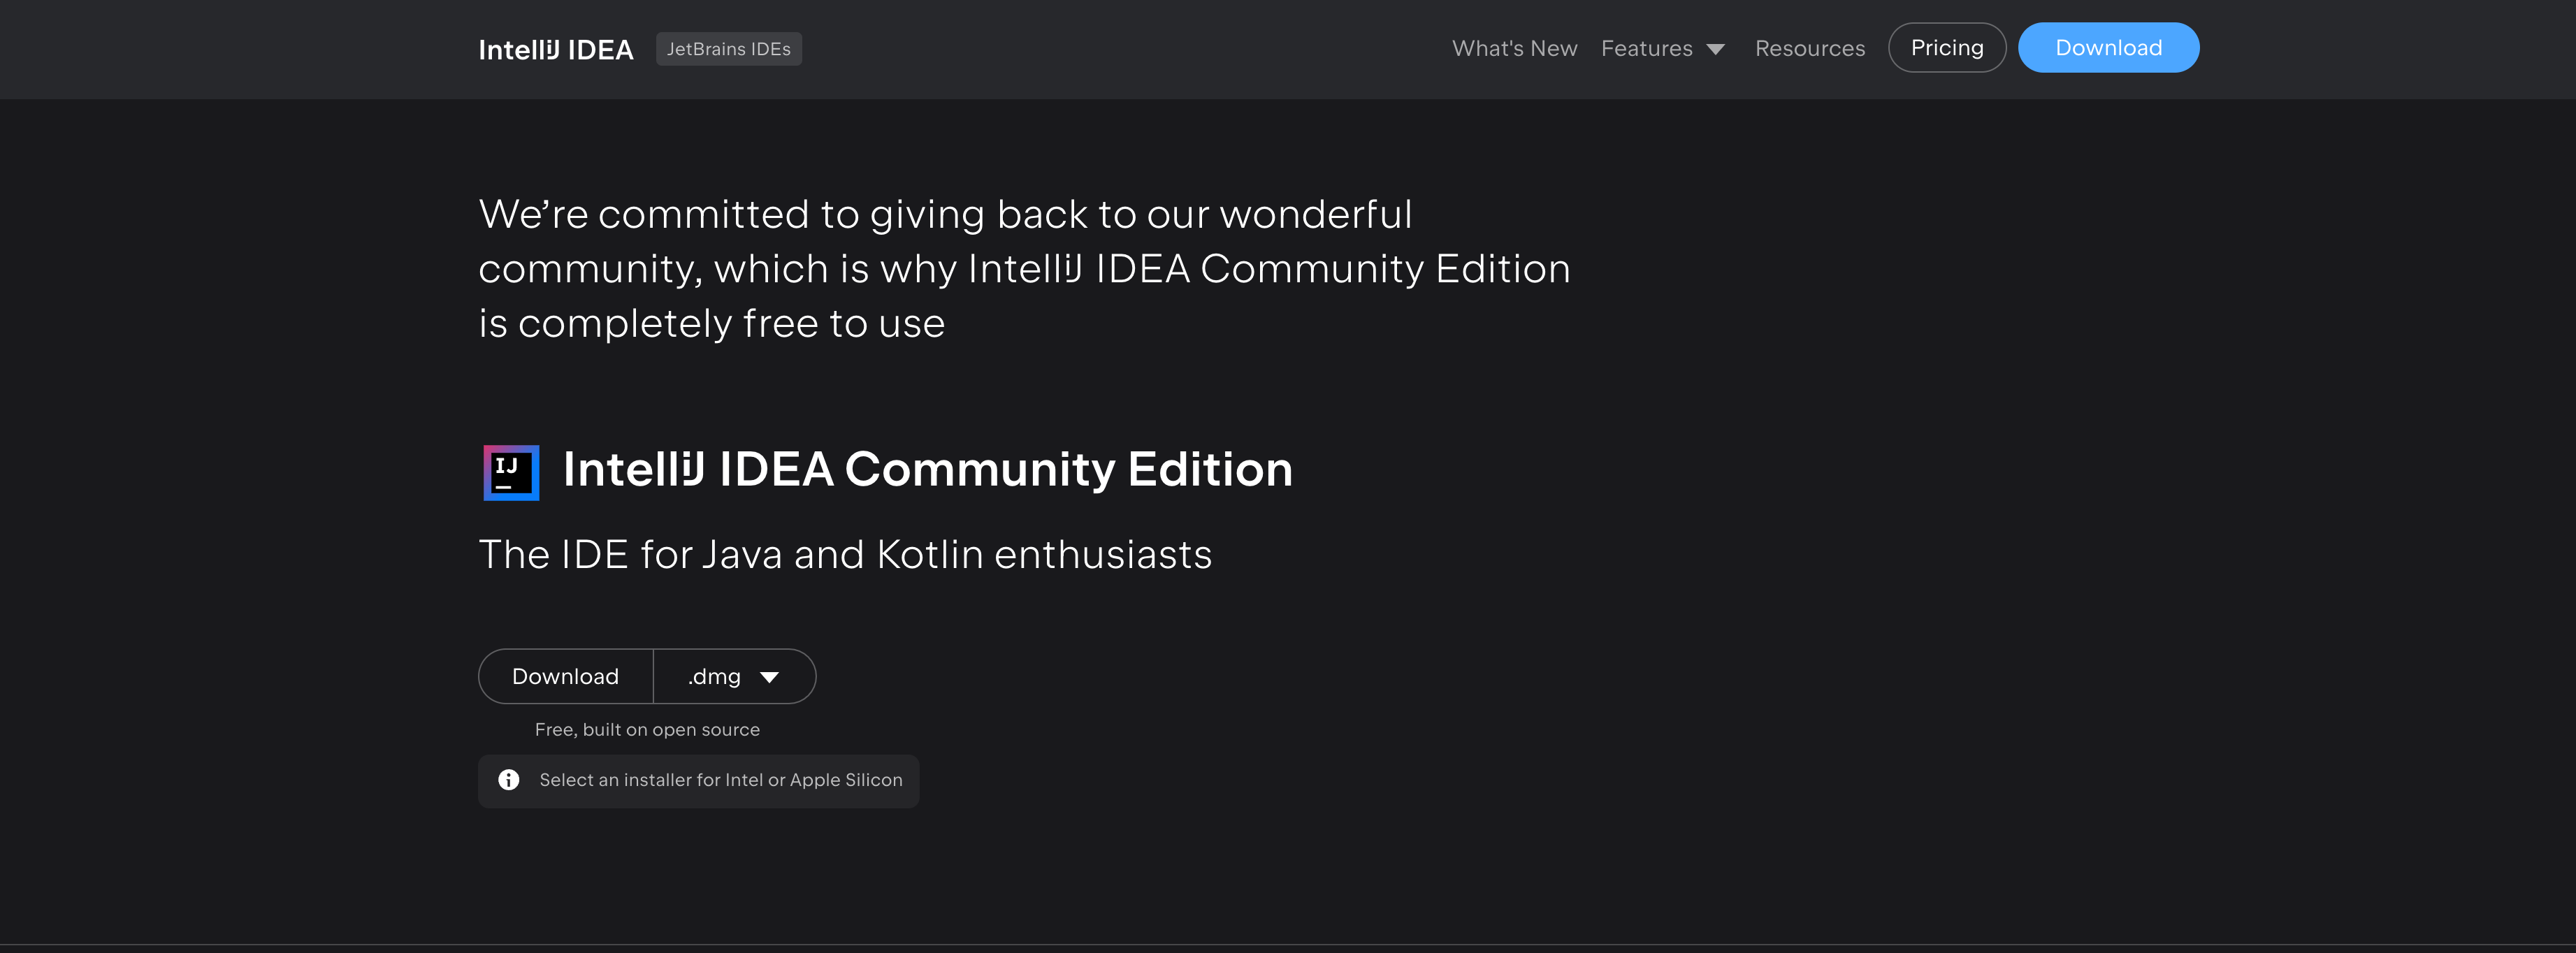 IntelliJ IDEA
JetBrains IDEs
What's New
Features
Resources
Pricing
Download
We’re committed to giving back to our wonderful
community, which is why IntelliJ IDEA Community Edition
is completely free to use
IJ
IntelliJ IDEA Community Edition
The IDE for Java and Kotlin enthusiasts
Download
.dmg
Free, built on open source
Select an installer for Intel or Apple Silicon